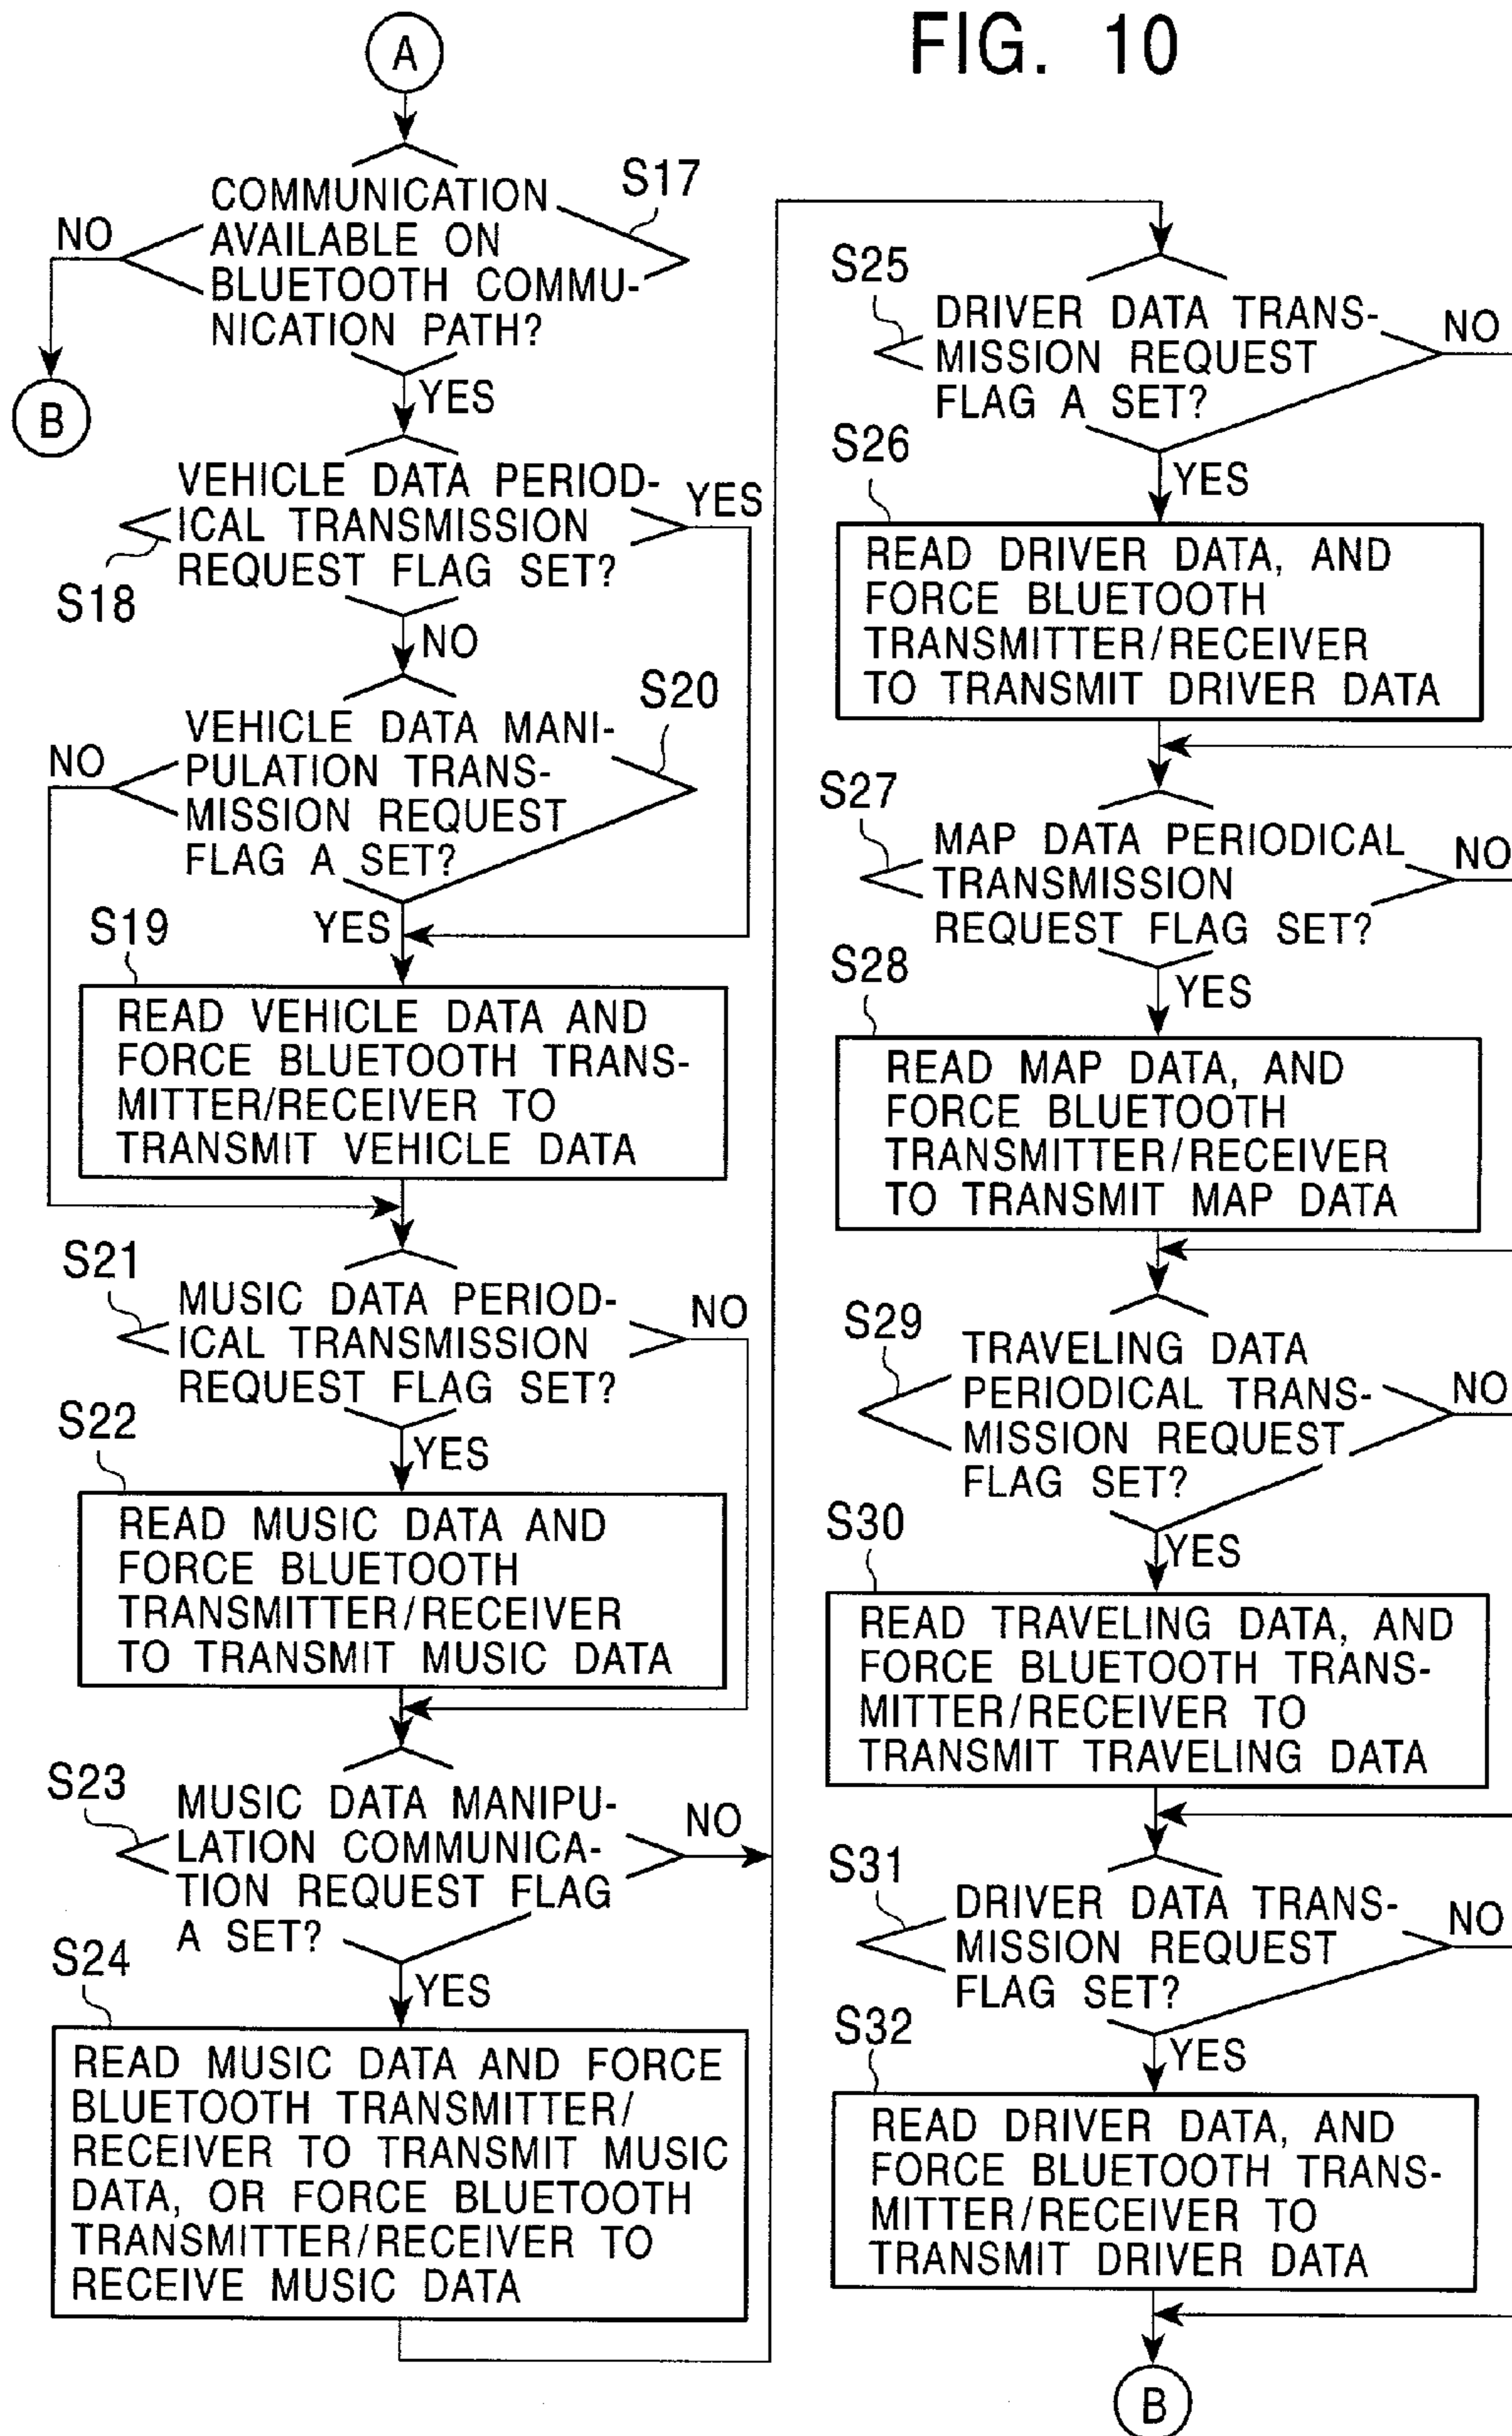 FIG. 10
A
COMMUNICATION
AVAILABLE ON
BLUETOOTH COMMU-
NICATION PATH?
S17
NO
B
YES
VEHICLE DATA PERIOD-
ICAL TRANSMISSION
REQUEST FLAG SET?
YES
S18
NO
VEHICLE DATA MANI-
PULATION TRANS-
MISSION REQUEST
FLAG A SET?
S20
NO
YES
S19
READ VEHICLE DATA AND
FORCE BLUETOOTH TRANS-
MITTER/RECEIVER TO
TRANSMIT VEHICLE DATA
S21
MUSIC DATA PERIOD-
ICAL TRANSMISSION
REQUEST FLAG SET?
NO
YES
S22
READ MUSIC DATA AND
FORCE BLUETOOTH
TRANSMITTER/RECEIVER
TO TRANSMIT MUSIC DATA
S23
MUSIC DATA MANIPU-
LATION COMMUNICA-
TION REQUEST FLAG
A SET?
NO
YES
S24
READ MUSIC DATA AND FORCE
BLUETOOTH TRANSMITTER/
RECEIVER TO TRANSMIT MUSIC
DATA, OR FORCE BLUETOOTH
TRANSMITTER/RECEIVER TO
RECEIVE MUSIC DATA
S25
DRIVER DATA TRANS-
MISSION REQUEST
FLAG A SET?
NO
YES
S26
READ DRIVER DATA, AND
FORCE BLUETOOTH
TRANSMITTER/RECEIVER
TO TRANSMIT DRIVER DATA
S27
MAP DATA PERIODICAL
TRANSMISSION
REQUEST FLAG SET?
NO
YES
S28
READ MAP DATA, AND
FORCE BLUETOOTH
TRANSMITTER/RECEIVER
TO TRANSMIT MAP DATA
S29
TRAVELING DATA
PERIODICAL TRANS-
MISSION REQUEST
FLAG SET?
NO
YES
S30
READ TRAVELING DATA, AND
FORCE BLUETOOTH TRANS-
MITTER/RECEIVER TO
TRANSMIT TRAVELING DATA
S31
DRIVER DATA TRANS-
MISSION REQUEST
FLAG SET?
NO
YES
S32
READ DRIVER DATA, AND
FORCE BLUETOOTH TRANS-
MITTER/RECEIVER TO
TRANSMIT DRIVER DATA
B